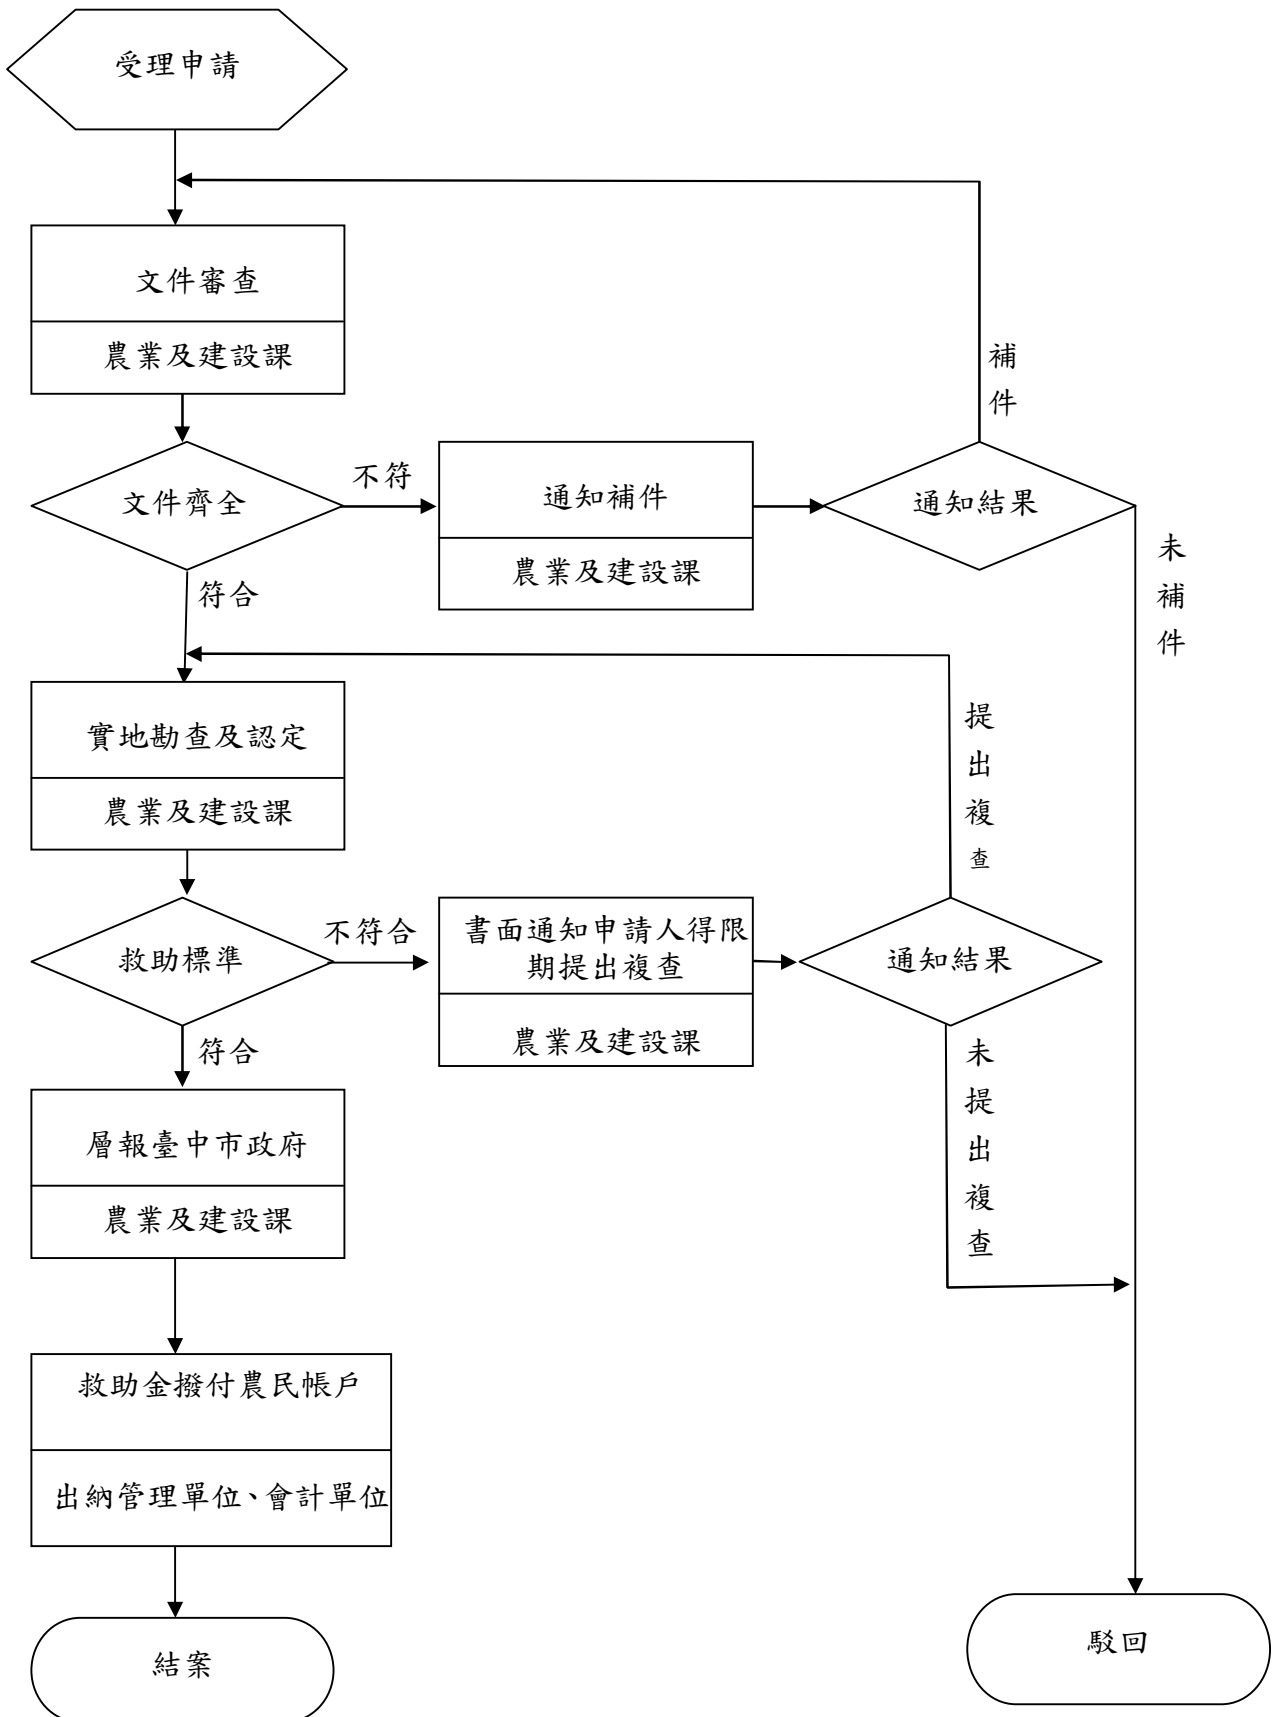 受理申請
文件審查
農業及建設課
補件
文件齊全
不符
通知補件
農業及建設課
通知結果
未補件
符合
實地勘查及認定
農業及建設課
提出複查
救助標準
不符合
書面通知申請人得限
期提出複查
農業及建設課
通知結果
符合
未提出複查
層報臺中市政府
農業及建設課
救助金撥付農民帳戶
出納管理單位、會計單位
結案
駁回